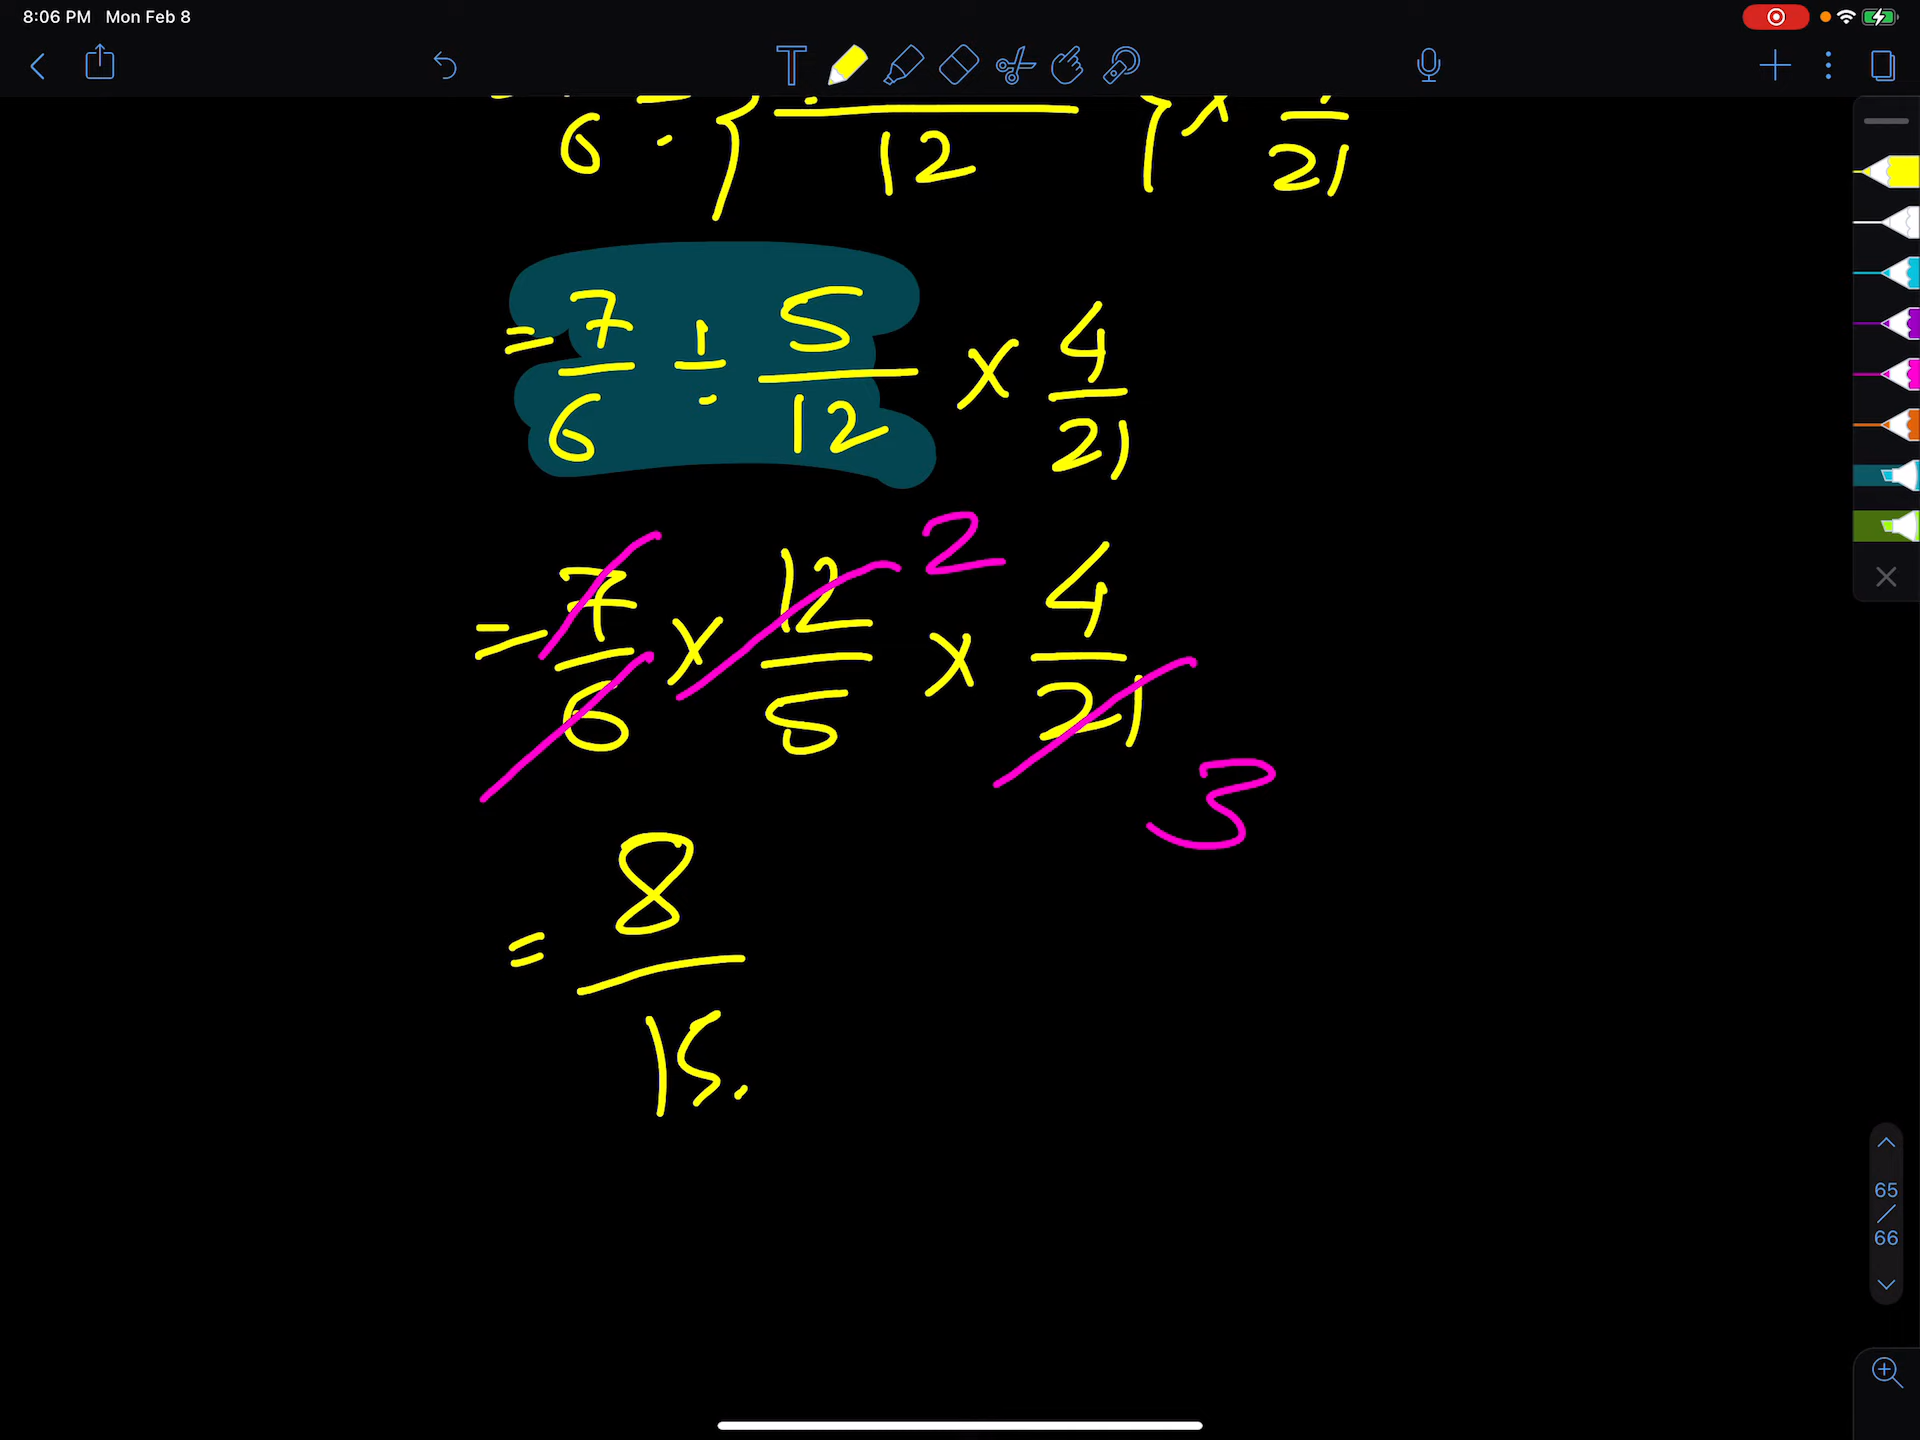 8:06 PM Mon Feb 8
6 ÷ { 12 } × 21
= 7/6 ÷ 5/12 × 4/21
2
= 7/6 × 12/5 × 4/21
3
= 8/15.
65
/
66